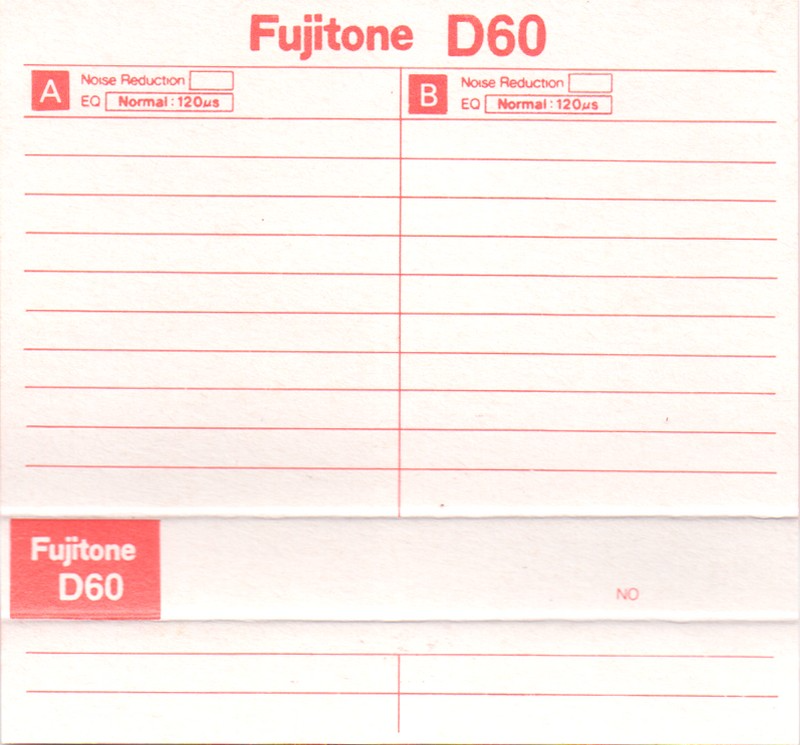 Fujitone D60
A Noise Reduction
EQ Normal : 120µs
B Noise Reduction
EQ Normal : 120µs
Fujitone
D60
NO